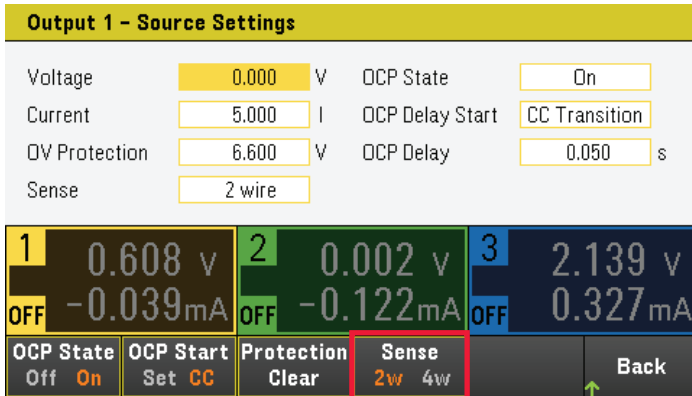 Output 1 – Source Settings
Voltage 0.000 V OCP State On
Current 5.000 I OCP Delay Start CC Transition
OV Protection 6.600 V OCP Delay 0.050 s
Sense 2 wire
1 0.608 V 2 0.002 V 3 2.139 V
OFF -0.039mA OFF -0.122mA OFF 0.327mA
OCP State OCP Start Protection Sense Back
Off On Set CC Clear 2w 4w